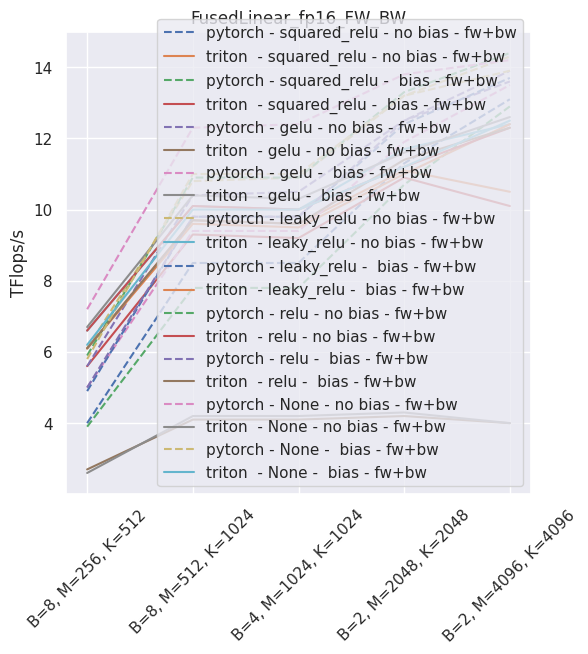 FusedLinear_fp16_FW_BW
pytorch - squared_relu - no bias - fw+bw
triton  - squared_relu - no bias - fw+bw
pytorch - squared_relu -  bias - fw+bw
triton  - squared_relu -  bias - fw+bw
pytorch - gelu - no bias - fw+bw
triton  - gelu - no bias - fw+bw
pytorch - gelu -  bias - fw+bw
triton  - gelu -  bias - fw+bw
pytorch - leaky_relu - no bias - fw+bw
triton  - leaky_relu - no bias - fw+bw
pytorch - leaky_relu -  bias - fw+bw
triton  - leaky_relu -  bias - fw+bw
pytorch - relu - no bias - fw+bw
triton  - relu - no bias - fw+bw
pytorch - relu -  bias - fw+bw
triton  - relu -  bias - fw+bw
pytorch - None - no bias - fw+bw
triton  - None - no bias - fw+bw
pytorch - None -  bias - fw+bw
triton  - None -  bias - fw+bw
14
12
10
8
6
4
TFlops/s
B=8, M=256, K=512
B=8, M=512, K=1024
B=4, M=1024, K=1024
B=2, M=2048, K=2048
B=2, M=4096, K=4096